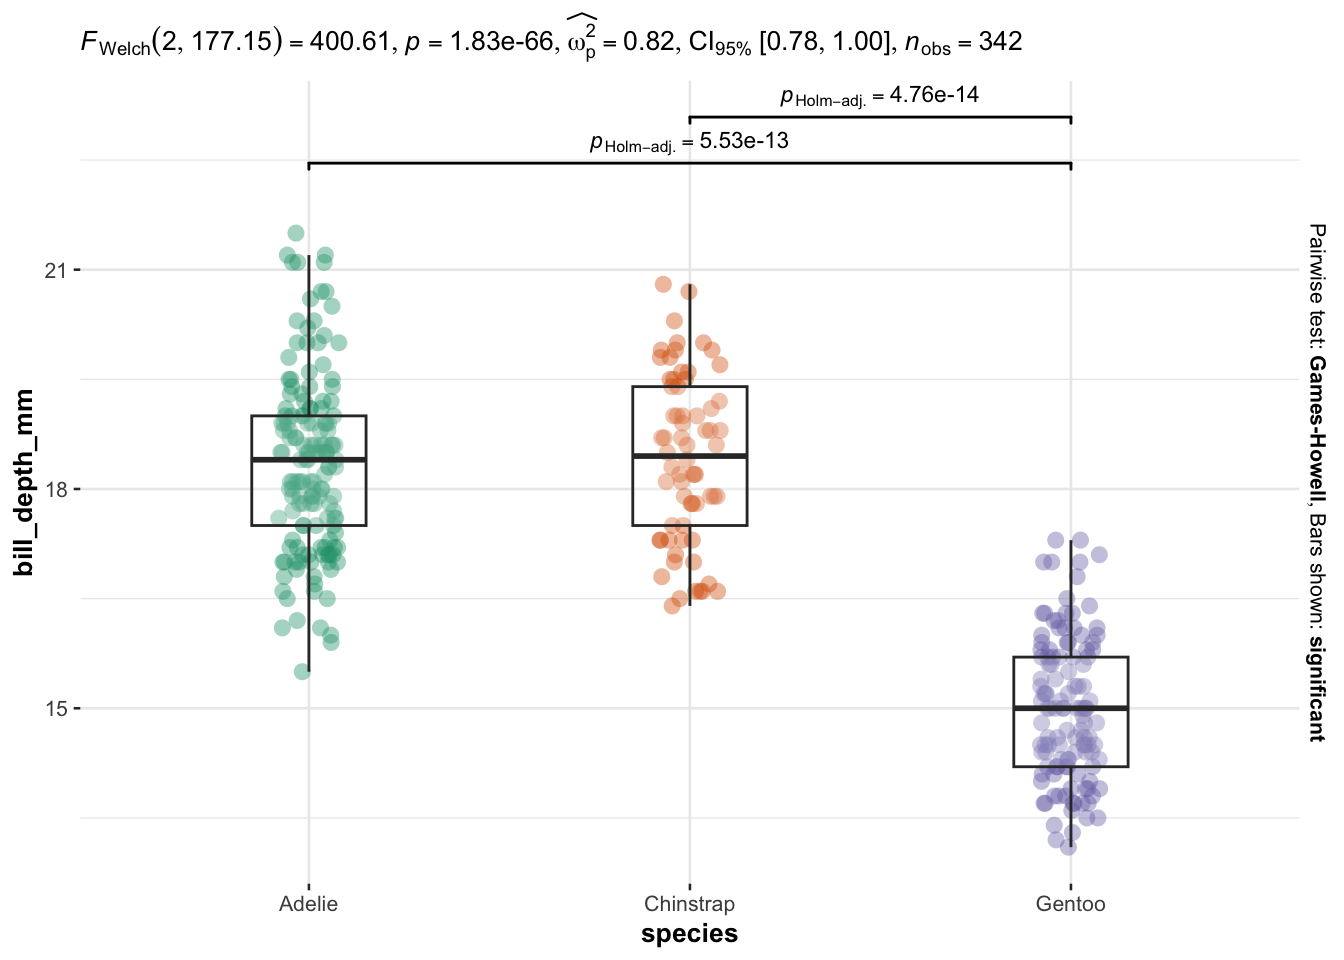 F Welch(2, 177.15) = 400.61, p = 1.83e-66, ω̂²p = 0.82, CI95% [0.78, 1.00], nobs = 342
pHolm−adj. = 4.76e-14
pHolm−adj. = 5.53e-13
21
18
15
bill_depth_mm
Pairwise test: Games-Howell, Bars shown: significant
Adelie
Chinstrap
Gentoo
species